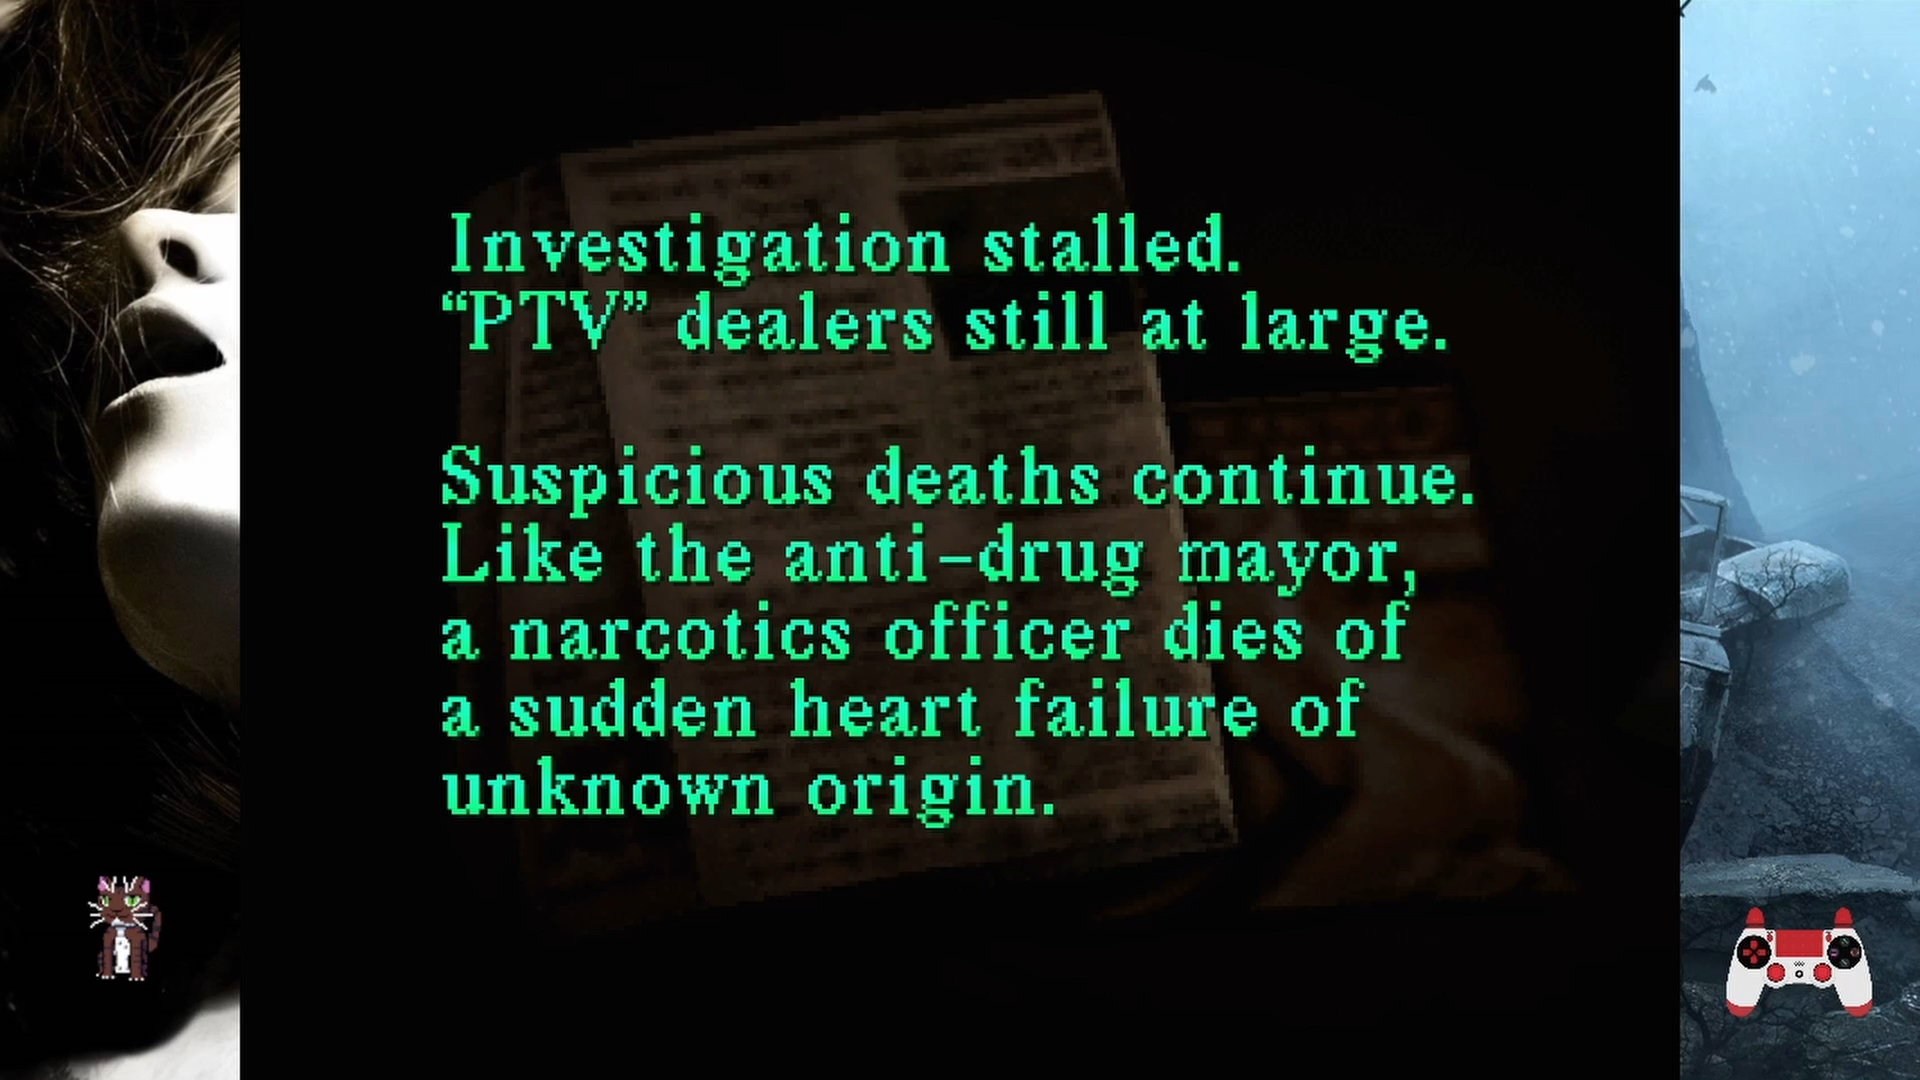 Investigation stalled.
“PTV” dealers still at large.
Suspicious deaths continue.
Like the anti-drug mayor,
a narcotics officer dies of
a sudden heart failure of
unknown origin.